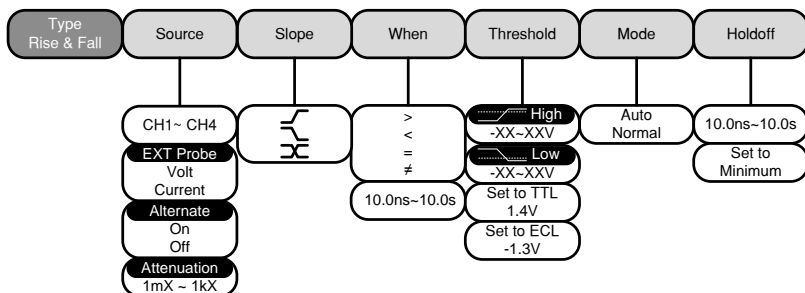 Type
Rise & Fall
Source
Slope
When
Threshold
Mode
Holdoff
CH1~ CH4
EXT Probe
Volt
Current
Alternate
On
Off
Attenuation
1mX ~ 1kX
>
<
=
≠
10.0ns~10.0s
High
-XX~XXV
Low
-XX~XXV
Set to TTL
1.4V
Set to ECL
-1.3V
Auto
Normal
10.0ns~10.0s
Set to
Minimum